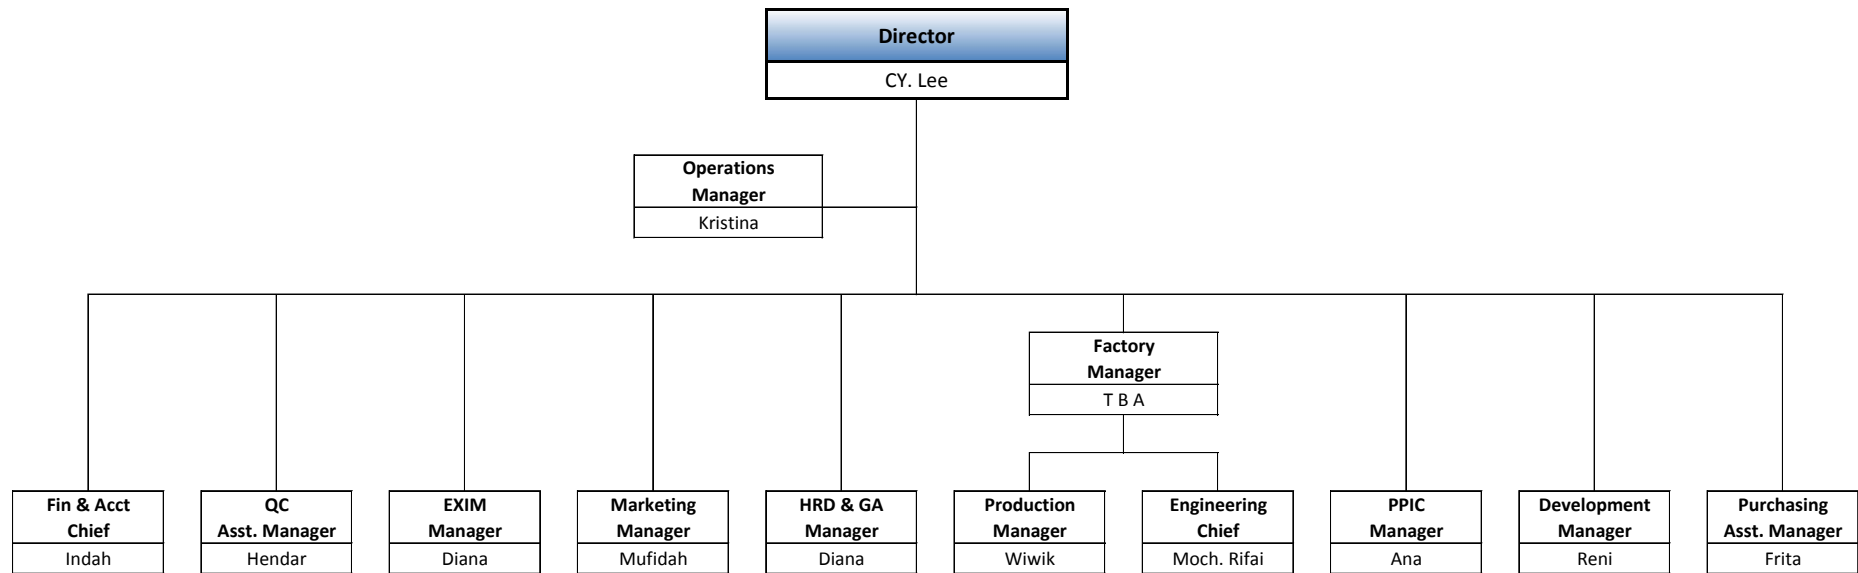 Director
CY. Lee
Operations
Manager
Kristina
Factory
Manager
T B A
Fin & Acct
Chief
Indah
QC
Asst. Manager
Hendar
EXIM
Manager
Diana
Marketing
Manager
Mufidah
HRD & GA
Manager
Diana
Production
Manager
Wiwik
Engineering
Chief
Moch. Rifai
PPIC
Manager
Ana
Development
Manager
Reni
Purchasing
Asst. Manager
Frita